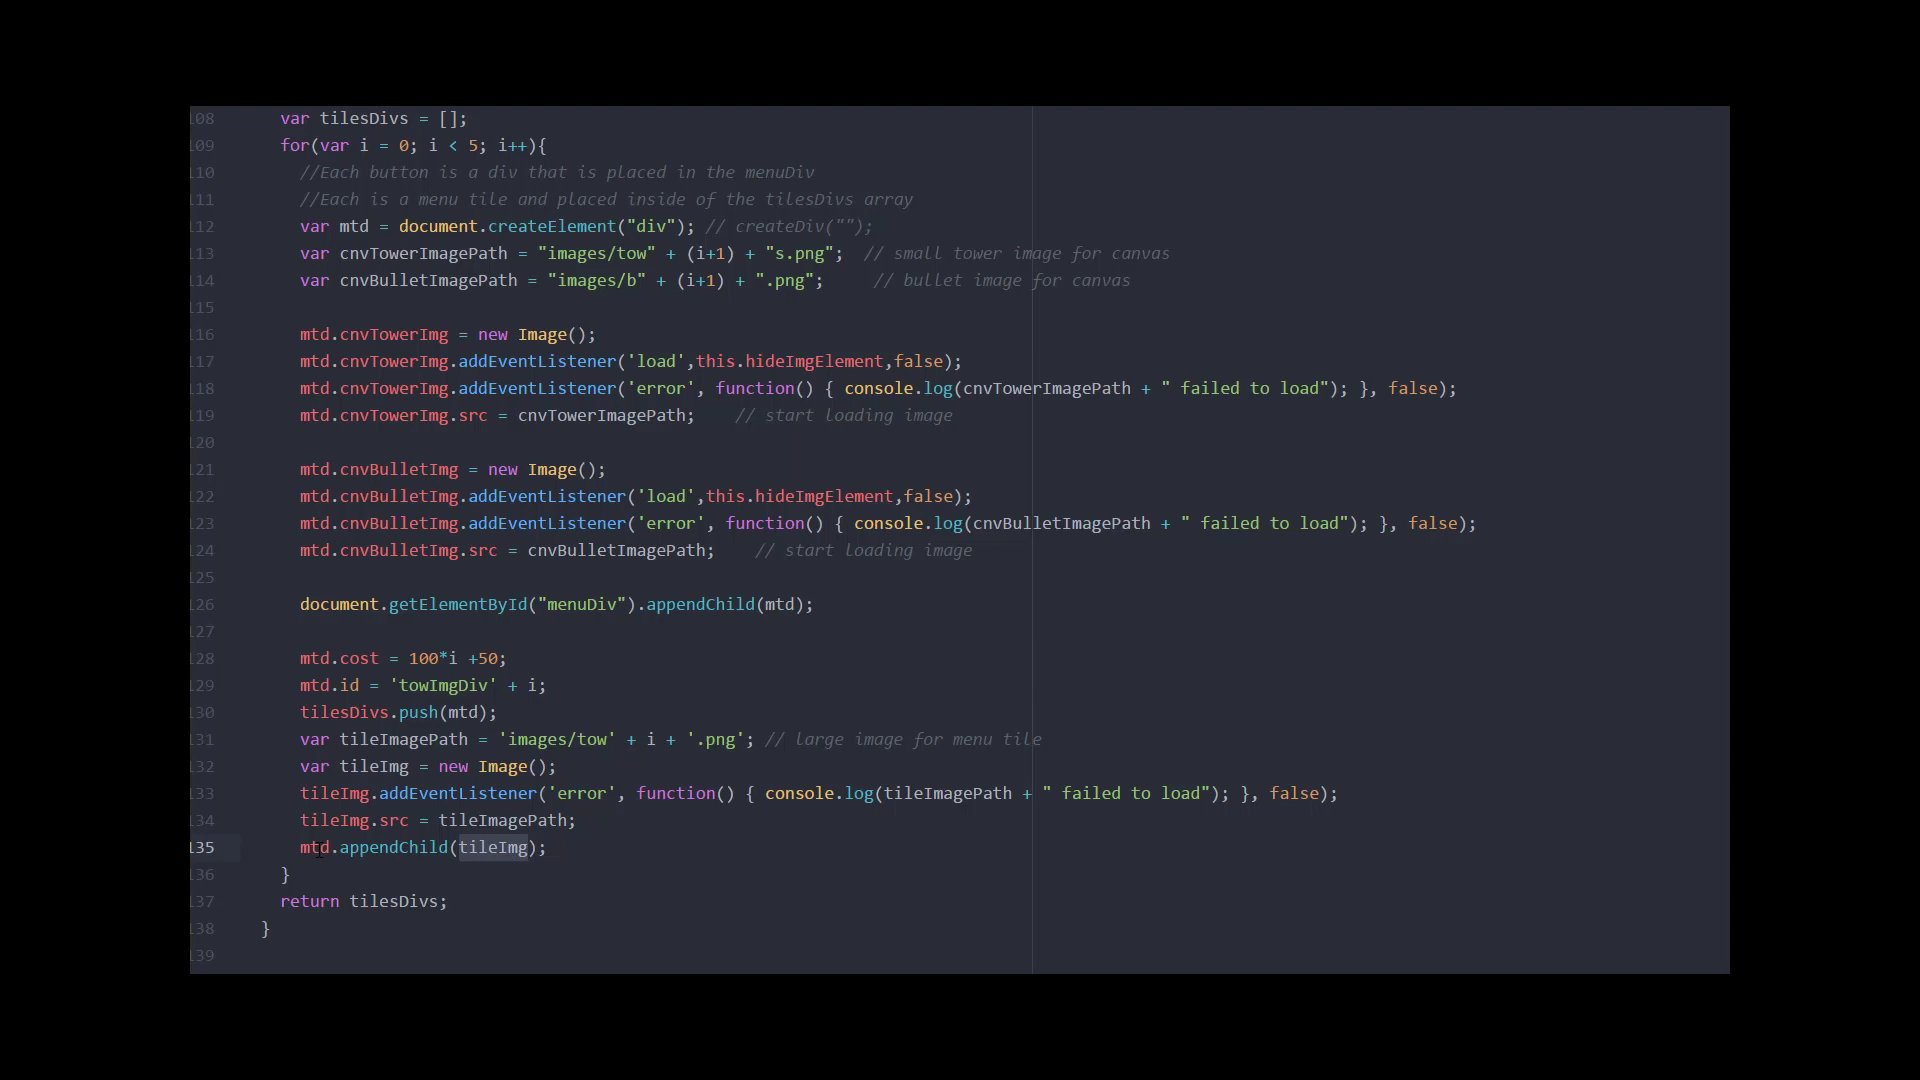 108 var tilesDivs = [];
109 for(var i = 0; i < 5; i++){
110 //Each button is a div that is placed in the menuDiv
111 //Each is a menu tile and placed inside of the tilesDivs array
112 var mtd = document.createElement("div"); // createDiv("");
113 var cnvTowerImagePath = "images/tow" + (i+1) + "s.png"; // small tower image for canvas
114 var cnvBulletImagePath = "images/b" + (i+1) + ".png"; // bullet image for canvas
115
116 mtd.cnvTowerImg = new Image();
117 mtd.cnvTowerImg.addEventListener('load',this.hideImgElement,false);
118 mtd.cnvTowerImg.addEventListener('error', function() { console.log(cnvTowerImagePath + " failed to load"); }, false);
119 mtd.cnvTowerImg.src = cnvTowerImagePath; // start loading image
120
121 mtd.cnvBulletImg = new Image();
122 mtd.cnvBulletImg.addEventListener('load',this.hideImgElement,false);
123 mtd.cnvBulletImg.addEventListener('error', function() { console.log(cnvBulletImagePath + " failed to load"); }, false);
124 mtd.cnvBulletImg.src = cnvBulletImagePath; // start loading image
125
126 document.getElementById("menuDiv").appendChild(mtd);
127
128 mtd.cost = 100*i +50;
129 mtd.id = 'towImgDiv' + i;
130 tilesDivs.push(mtd);
131 var tileImagePath = 'images/tow' + i + '.png'; // large image for menu tile
132 var tileImg = new Image();
133 tileImg.addEventListener('error', function() { console.log(tileImagePath + " failed to load"); }, false);
134 tileImg.src = tileImagePath;
135 mtd.appendChild(tileImg);
136 }
137 return tilesDivs;
138 }
139